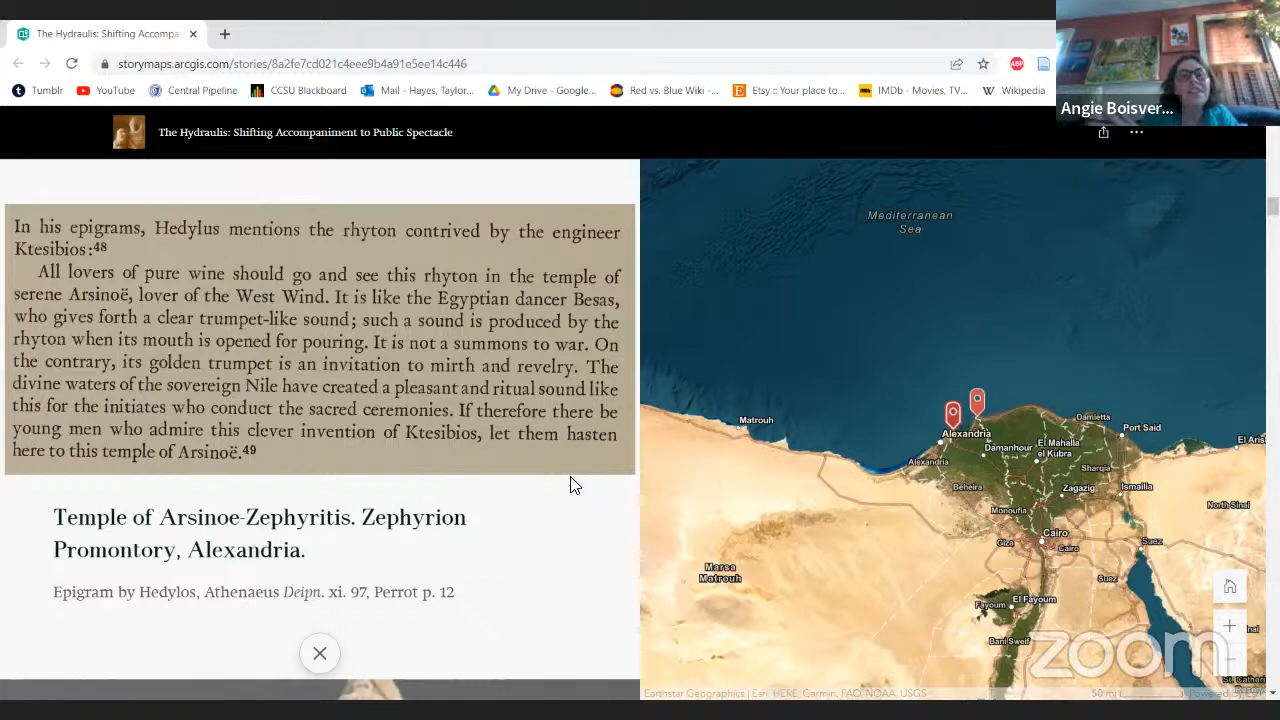 The Hydraulis: Shifting Accompa
storymaps.arcgis.com/stories/8a2fe7cd021c4eee9b4a91e5ee14c446
ABP
Tumblr
YouTube
Central Pipeline
CCSU Blackboard
Mail - Hayes, Taylor...
My Drive - Google...
Red vs. Blue Wiki -...
Etsy :: Your place to...
IMDb - Movies, TV...
Wikipedia
Angie Boisver...
The Hydraulis: Shifting Accompaniment to Public Spectacle
In his epigrams, Hedylus mentions the rhyton contrived by the engineer
Ktesibios:48
All lovers of pure wine should go and see this rhyton in the temple of
serene Arsinoë, lover of the West Wind. It is like the Egyptian dancer Besas,
who gives forth a clear trumpet-like sound; such a sound is produced by the
rhyton when its mouth is opened for pouring. It is not a summons to war. On
the contrary, its golden trumpet is an invitation to mirth and revelry. The
divine waters of the sovereign Nile have created a pleasant and ritual sound like
this for the initiates who conduct the sacred ceremonies. If therefore there be
young men who admire this clever invention of Ktesibios, let them hasten
here to this temple of Arsinoë.49
Temple of Arsinoe-Zephyritis. Zephyrion
Promontory, Alexandria.
Epigram by Hedylos, Athenaeus Deipn. xi. 97, Perrot p. 12
Mediterranean
Sea
Matrouh
Alexandria
Alexandria
Damanhour
Beheira
Damietta
Port Said
El Mahalla
el Kubra
Sharqia
El Aris
Zagazig
Ismailia
North Sinai
Monoufia
Giza
Cairo
Cairo
Suez
Suez
Marsa
Matrouh
Fayoum
El Fayoum
Bani Sweif
zoom
Earthstar Geographics | Esri, HERE, Garmin, FAO, NOAA, USGS
50 mi
Powered by Esri